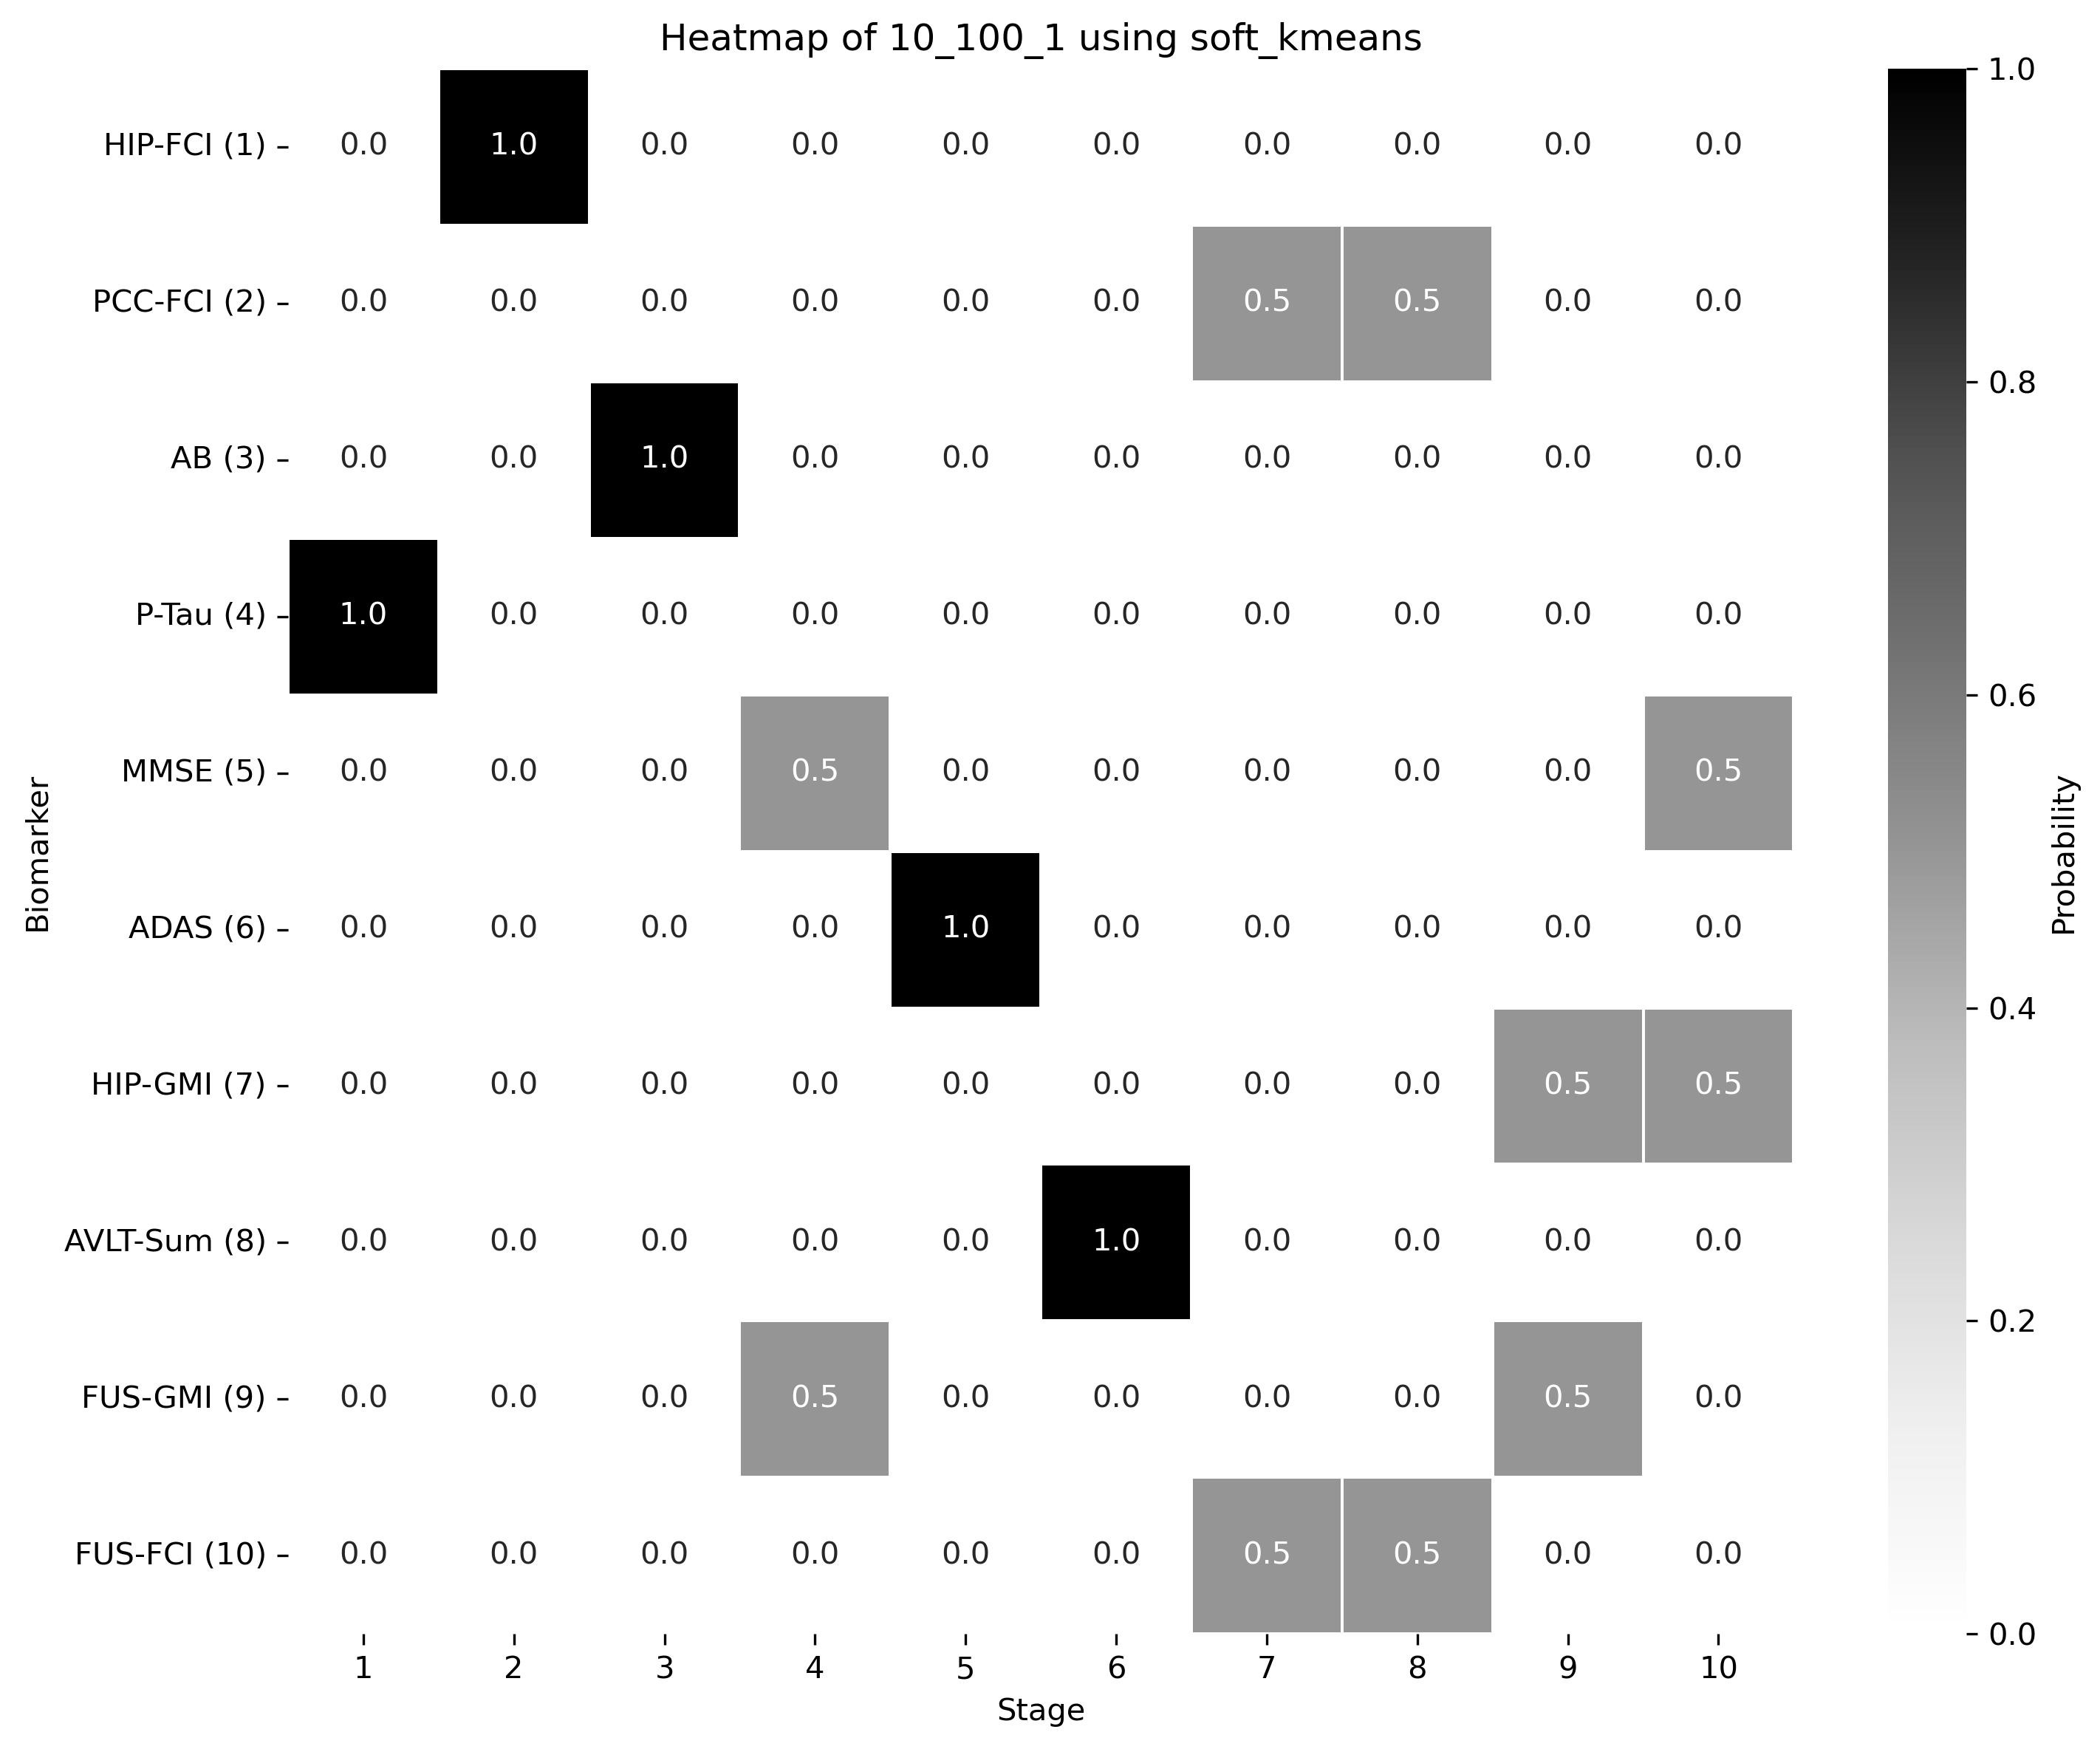 Heatmap of 10_100_1 using soft_kmeans
HIP-FCI (1) 0.0 1.0 0.0 0.0 0.0 0.0 0.0 0.0 0.0 0.0
PCC-FCI (2) 0.0 0.0 0.0 0.0 0.0 0.0 0.5 0.5 0.0 0.0
AB (3) 0.0 0.0 1.0 0.0 0.0 0.0 0.0 0.0 0.0 0.0
P-Tau (4) 1.0 0.0 0.0 0.0 0.0 0.0 0.0 0.0 0.0 0.0
MMSE (5) 0.0 0.0 0.0 0.5 0.0 0.0 0.0 0.0 0.0 0.5
ADAS (6) 0.0 0.0 0.0 0.0 1.0 0.0 0.0 0.0 0.0 0.0
HIP-GMI (7) 0.0 0.0 0.0 0.0 0.0 0.0 0.0 0.0 0.5 0.5
AVLT-Sum (8) 0.0 0.0 0.0 0.0 0.0 1.0 0.0 0.0 0.0 0.0
FUS-GMI (9) 0.0 0.0 0.0 0.5 0.0 0.0 0.0 0.0 0.5 0.0
FUS-FCI (10) 0.0 0.0 0.0 0.0 0.0 0.0 0.5 0.5 0.0 0.0
1 2 3 4 5 6 7 8 9 10
Stage
Biomarker
1.0
0.8
0.6
0.4
0.2
0.0
Probability